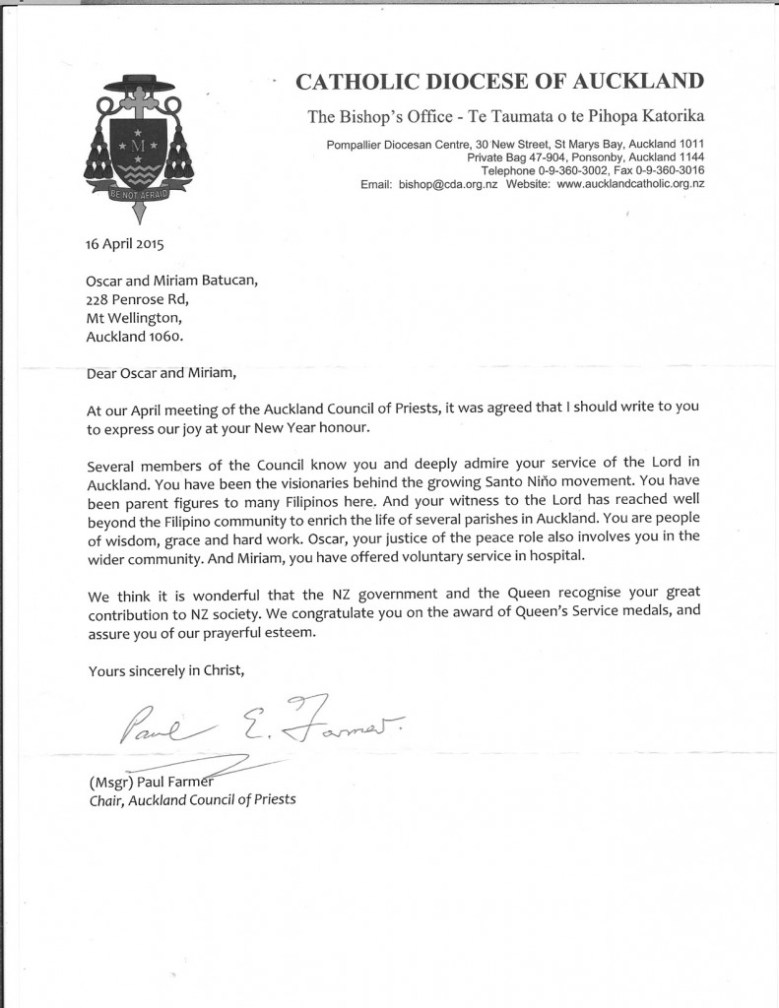 CATHOLIC DIOCESE OF AUCKLAND
The Bishop's Office - Te Taumata o te Pihopa Katorika
Pompallier Diocesan Centre, 30 New Street, St Marys Bay, Auckland 1011
Private Bag 47-904, Ponsonby, Auckland 1144
Telephone 0-9-360-3002, Fax 0-9-360-3016
Email: bishop@cda.org.nz Website: www.aucklandcatholic.org.nz
M
BE NOT AFRAID
16 April 2015
Oscar and Miriam Batucan,
228 Penrose Rd,
Mt Wellington,
Auckland 1060.
Dear Oscar and Miriam,
At our April meeting of the Auckland Council of Priests, it was agreed that I should write to you
to express our joy at your New Year honour.
Several members of the Council know you and deeply admire your service of the Lord in
Auckland. You have been the visionaries behind the growing Santo Niño movement. You have
been parent figures to many Filipinos here. And your witness to the Lord has reached well
beyond the Filipino community to enrich the life of several parishes in Auckland. You are people
of wisdom, grace and hard work. Oscar, your justice of the peace role also involves you in the
wider community. And Miriam, you have offered voluntary service in hospital.
We think it is wonderful that the NZ government and the Queen recognise your great
contribution to NZ society. We congratulate you on the award of Queen's Service medals, and
assure you of our prayerful esteem.
Yours sincerely in Christ,
Paul E. Farmer.
(Msgr) Paul Farmer
Chair, Auckland Council of Priests